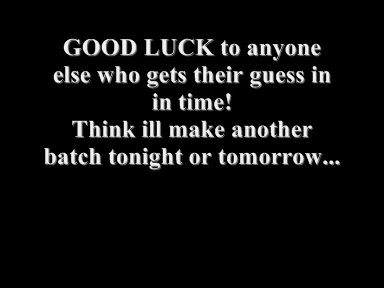 GOOD LUCK to anyone
else who gets their guess in
in time!
Think ill make another
batch tonight or tomorrow...